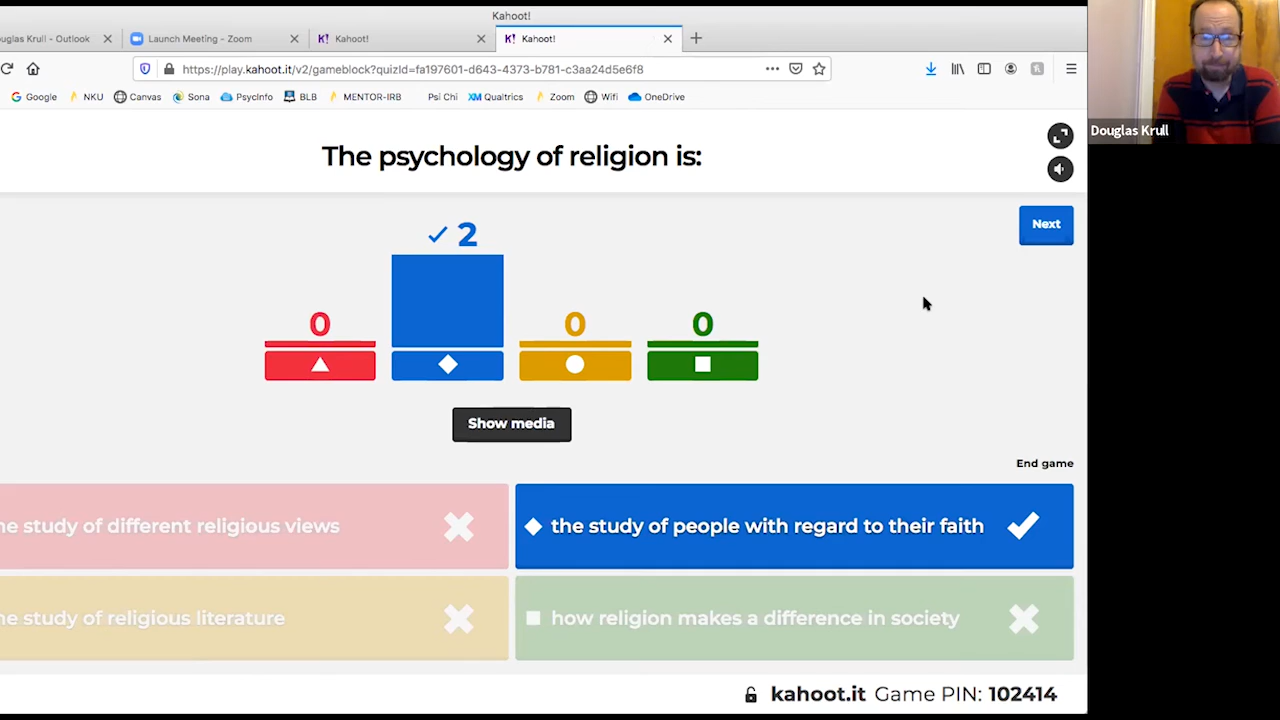 Kahoot!
uglas Krull - Outlook
Launch Meeting - Zoom
Kahoot!
Kahoot!
https://play.kahoot.it/v2/gameblock?quizId=fa197601-d643-4373-b781-c3aa24d5e6f8
Google NKU Canvas Sona PsycInfo BLB MENTOR-IRB Psi Chi Qualtrics Zoom Wifi OneDrive
Douglas Krull
The psychology of religion is:
Next
2
0
0
0
Show media
End game
he study of different religious views
the study of people with regard to their faith
he study of religious literature
how religion makes a difference in society
kahoot.it Game PIN: 102414